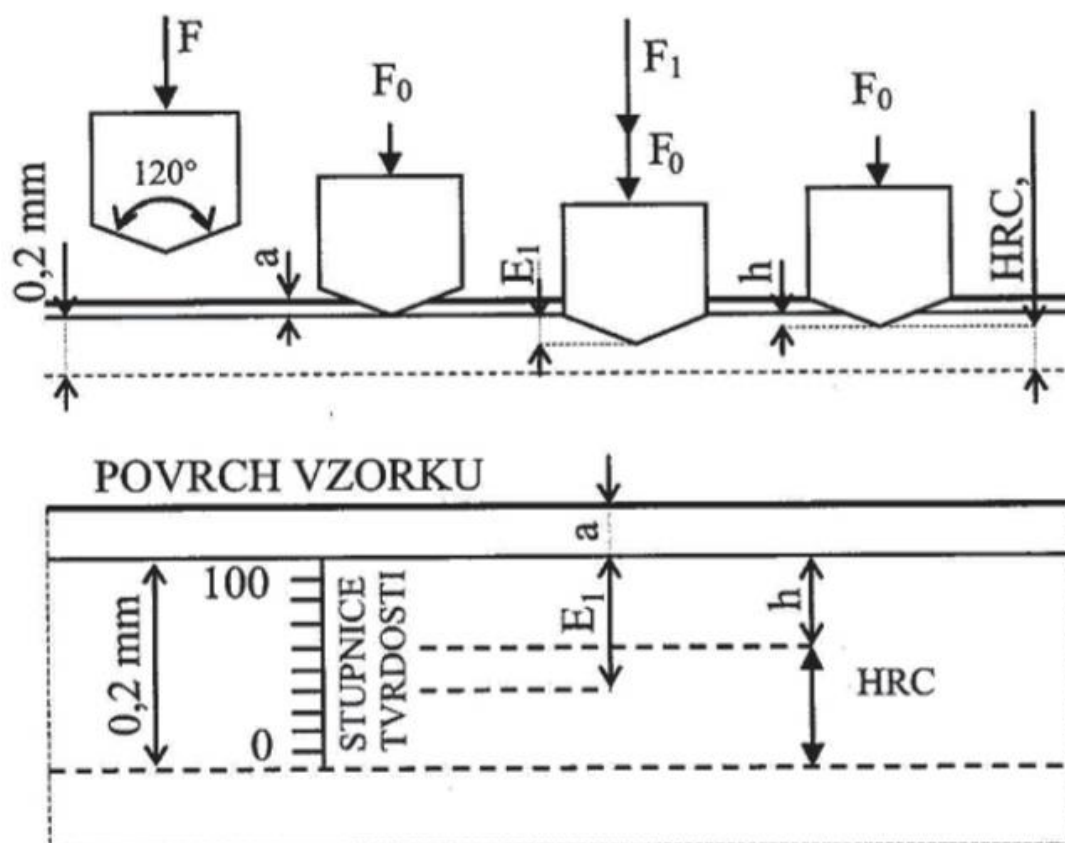 F
F₀
F₁
F₀
F₀
120°
0,2 mm
a
E₁
h
HRC,
POVRCH VZORKU
a
100
0
0,2 mm
STUPNICE
TVRDOSTI
E₁
h
HRC